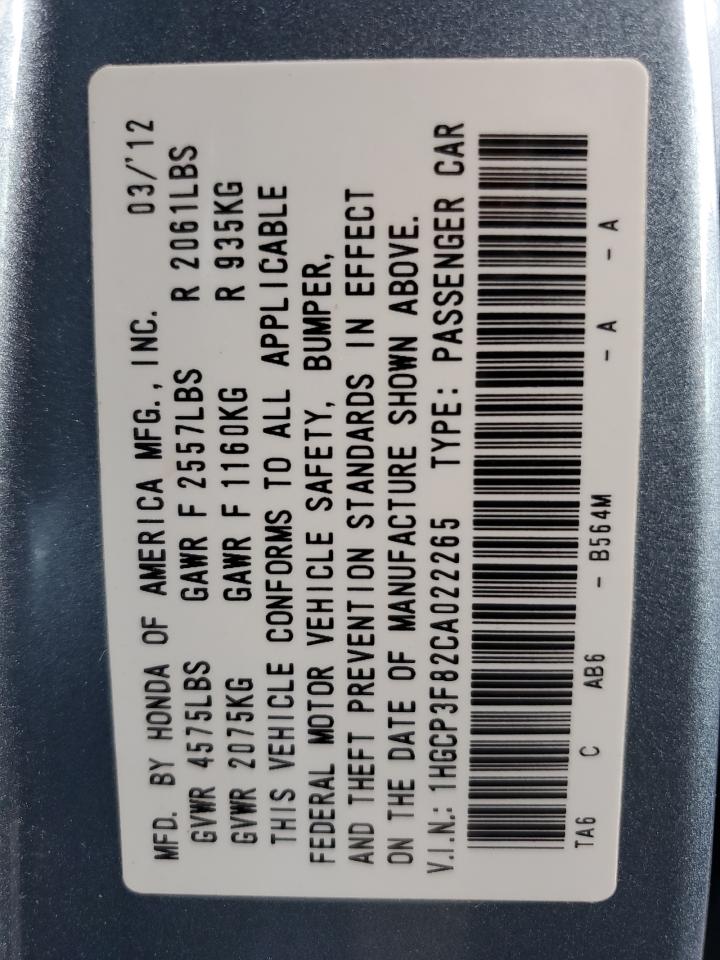 MFD. BY HONDA OF AMERICA MFG., INC. 03/'12
GVWR 4575LBS GAWR F 2557LBS R 2061LBS
GVWR 2075KG GAWR F 1160KG R 935KG
THIS VEHICLE CONFORMS TO ALL APPLICABLE
FEDERAL MOTOR VEHICLE SAFETY, BUMPER,
AND THEFT PREVENTION STANDARDS IN EFFECT
ON THE DATE OF MANUFACTURE SHOWN ABOVE.
V.I.N.: 1HGCP3F82CA022265 TYPE: PASSENGER CAR
TA6 C AB6 - B564M - A - A